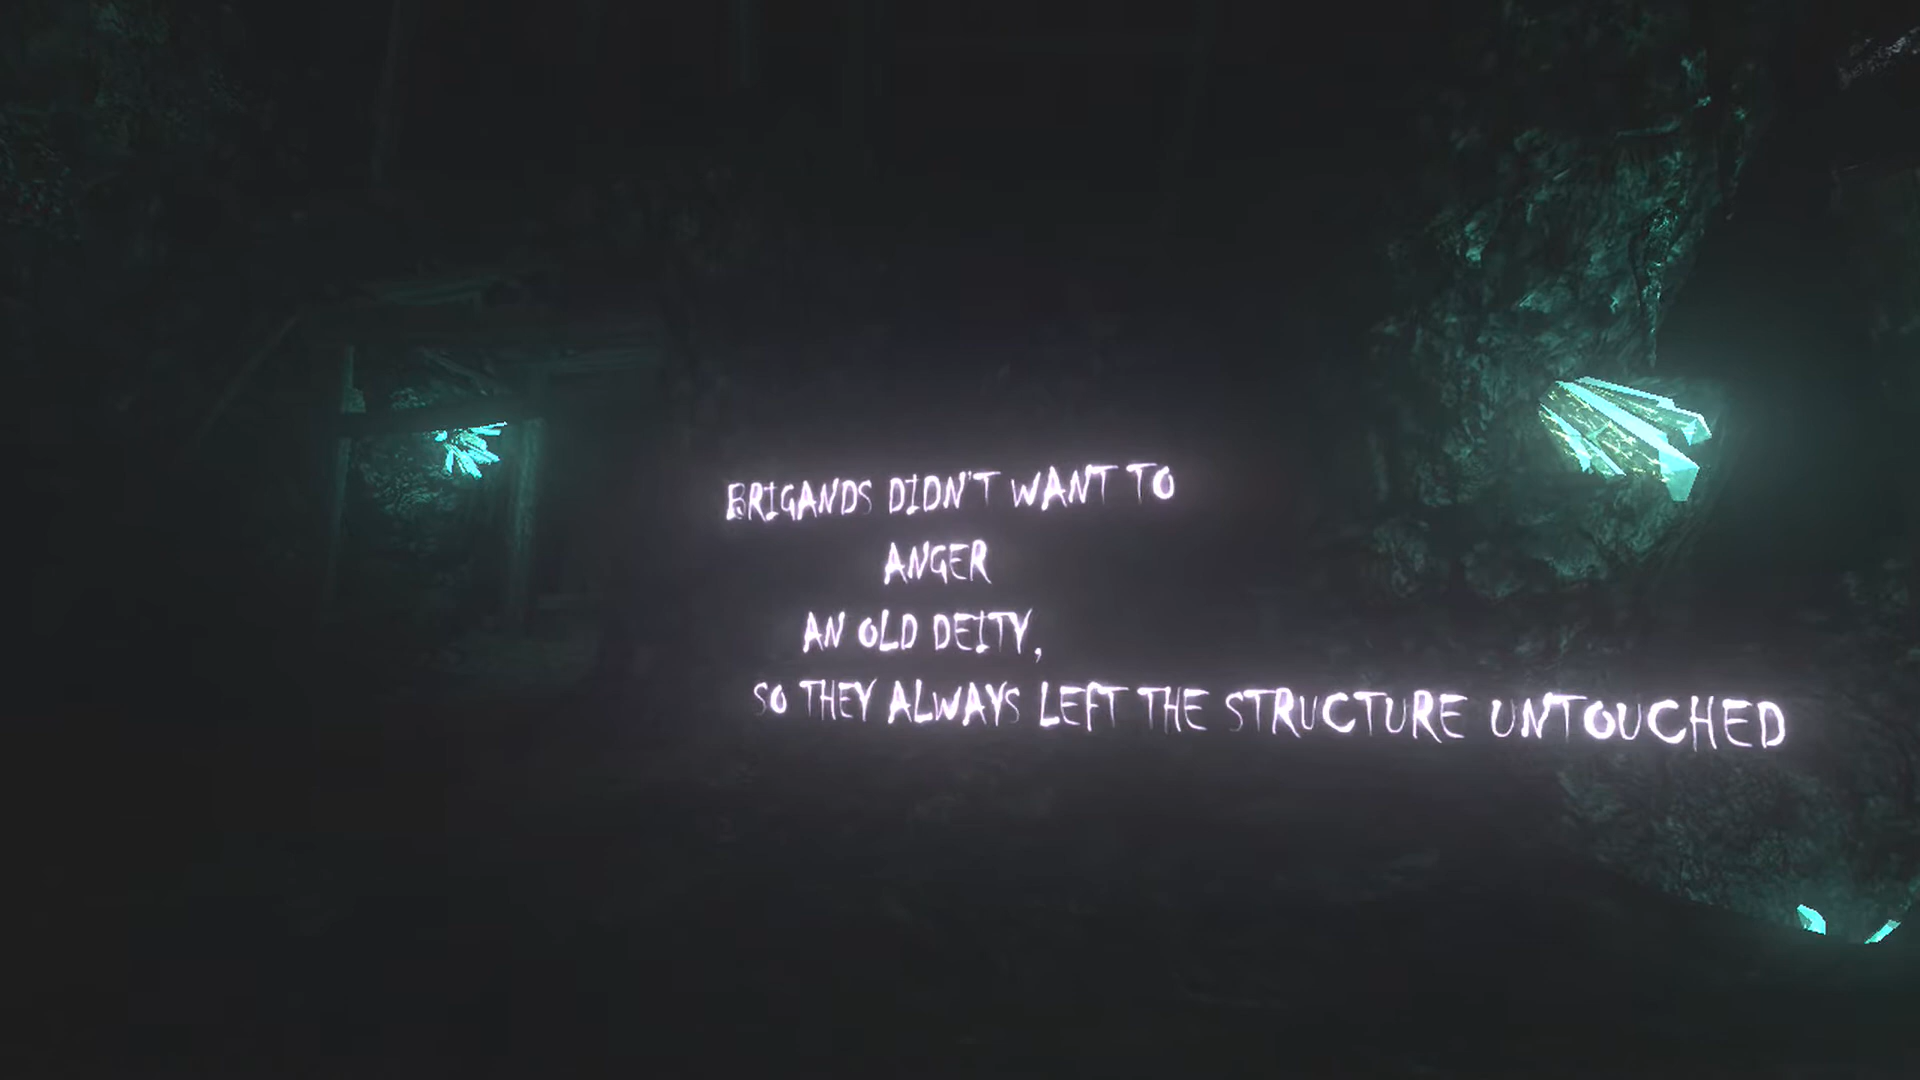 BRIGANDS DIDN'T WANT TO
ANGER
AN OLD DEITY,
SO THEY ALWAYS LEFT THE STRUCTURE UNTOUCHED